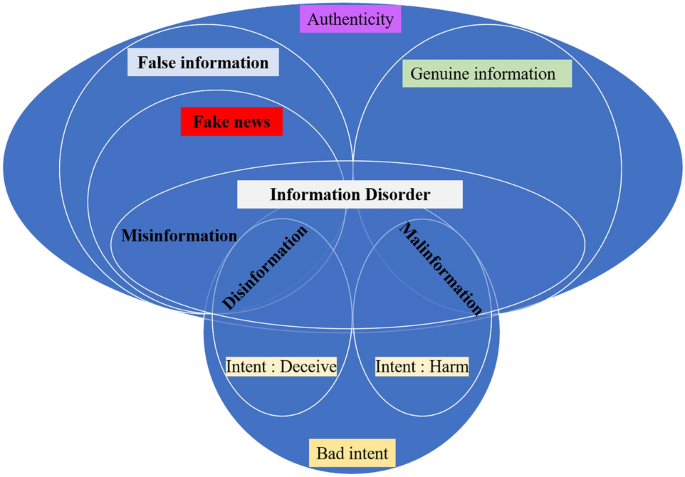 Authenticity
False information
Genuine information
Fake news
Information Disorder
Misinformation
Disinformation
Malinformation
Intent : Deceive
Intent : Harm
Bad intent